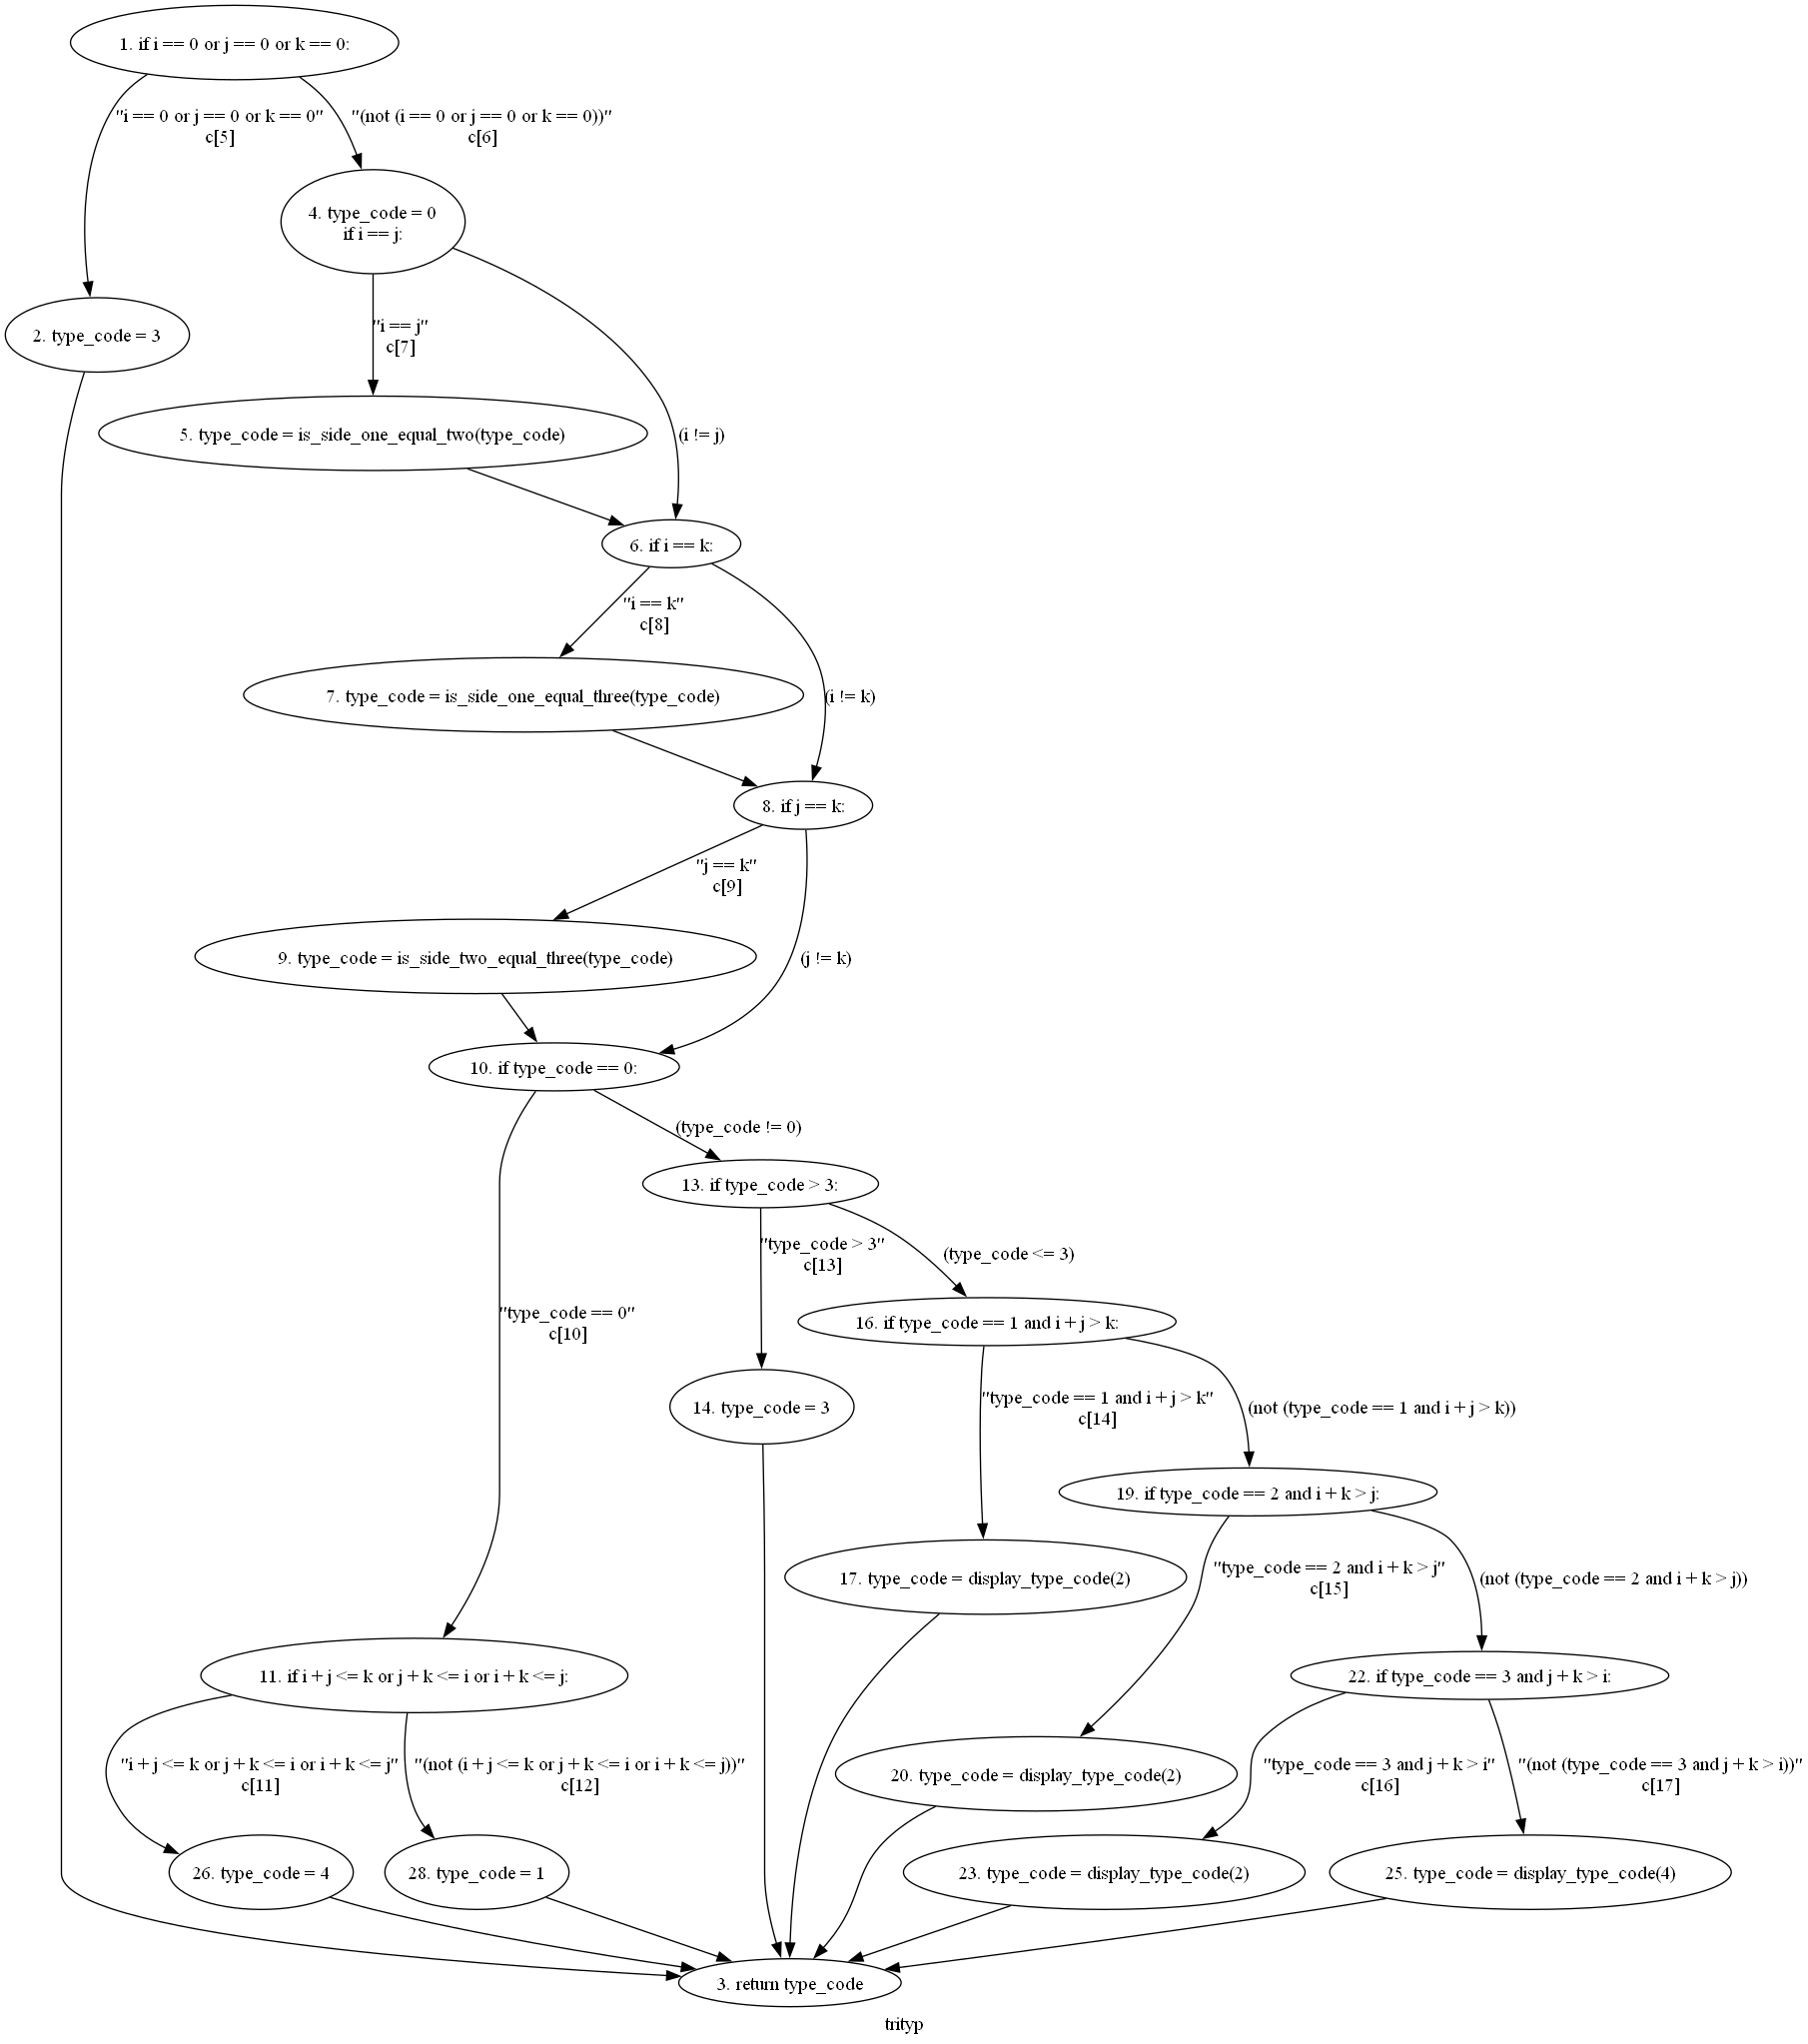 1. if i == 0 or j == 0 or k == 0:
"i == 0 or j == 0 or k == 0"
c[5]
"(not (i == 0 or j == 0 or k == 0))"
c[6]
4. type_code = 0
if i == j:
2. type_code = 3
"i == j"
c[7]
5. type_code = is_side_one_equal_two(type_code)
(i != j)
6. if i == k:
"i == k"
c[8]
7. type_code = is_side_one_equal_three(type_code)
(i != k)
8. if j == k:
"j == k"
c[9]
9. type_code = is_side_two_equal_three(type_code)
(j != k)
10. if type_code == 0:
(type_code != 0)
13. if type_code > 3:
"type_code > 3"
c[13]
(type_code <= 3)
"type_code == 0"
c[10]
16. if type_code == 1 and i + j > k:
14. type_code = 3
"type_code == 1 and i + j > k"
c[14]
(not (type_code == 1 and i + j > k))
19. if type_code == 2 and i + k > j:
17. type_code = display_type_code(2)
"type_code == 2 and i + k > j"
c[15]
(not (type_code == 2 and i + k > j))
11. if i + j <= k or j + k <= i or i + k <= j:
22. if type_code == 3 and j + k > i:
"i + j <= k or j + k <= i or i + k <= j"
c[11]
"(not (i + j <= k or j + k <= i or i + k <= j))"
c[12]
20. type_code = display_type_code(2)
"type_code == 3 and j + k > i"
c[16]
"(not (type_code == 3 and j + k > i))"
c[17]
26. type_code = 4
28. type_code = 1
23. type_code = display_type_code(2)
25. type_code = display_type_code(4)
3. return type_code
trityp